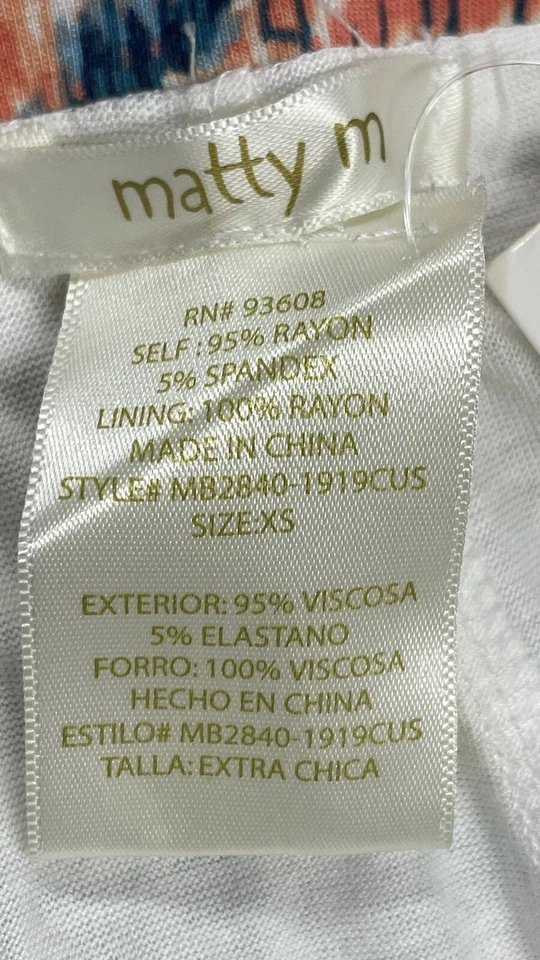 matty m
RN# 93608
SELF : 95% RAYON
5% SPANDEX
LINING: 100% RAYON
MADE IN CHINA
STYLE# MB2840-1919CUS
SIZE:XS
EXTERIOR: 95% VISCOSA
5% ELASTANO
FORRO: 100% VISCOSA
HECHO EN CHINA
ESTILO# MB2840-1919CUS
TALLA: EXTRA CHICA